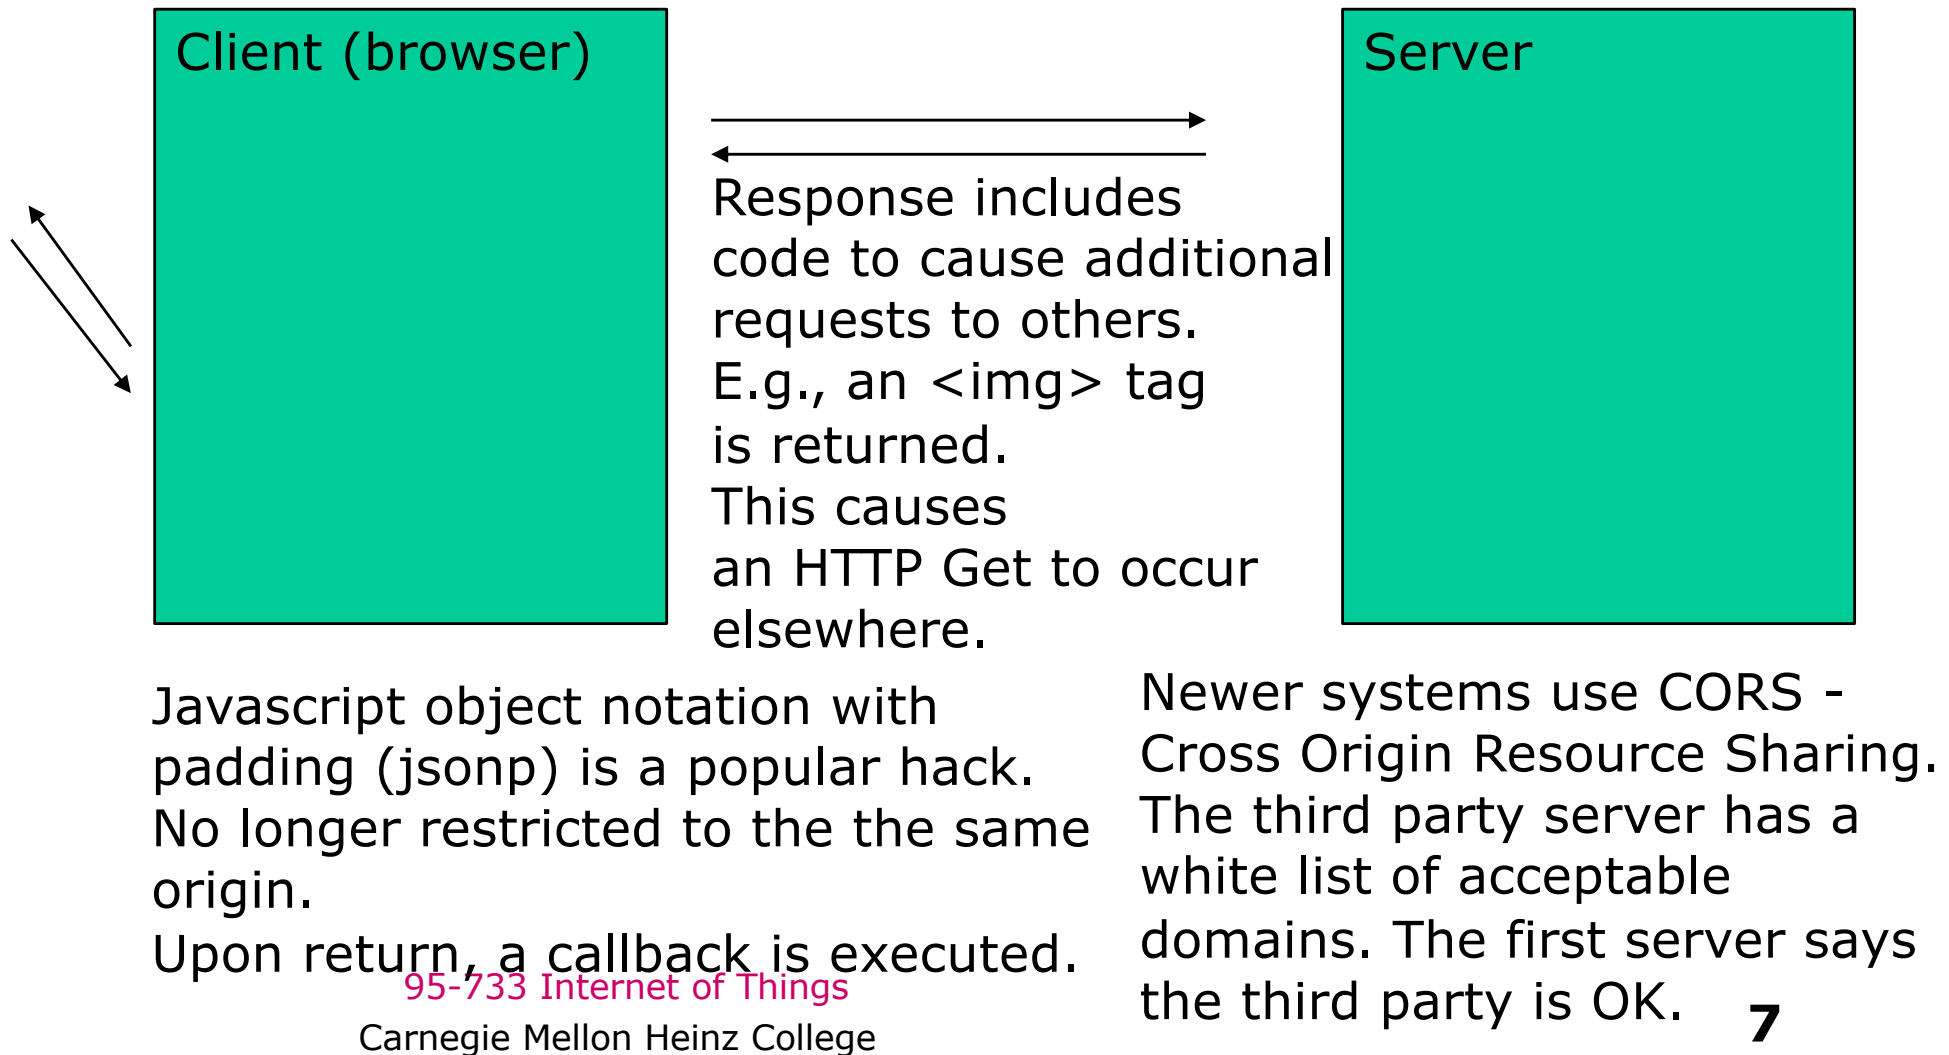 Client (browser)
Server
Response includes
code to cause additional
requests to others.
E.g., an <img> tag
is returned.
This causes
an HTTP Get to occur
elsewhere.
Javascript object notation with
padding (jsonp) is a popular hack.
No longer restricted to the the same
origin.
Upon return, a callback is executed.
Newer systems use CORS -
Cross Origin Resource Sharing.
The third party server has a
white list of acceptable
domains. The first server says
the third party is OK.
95-733 Internet of Things
Carnegie Mellon Heinz College
7